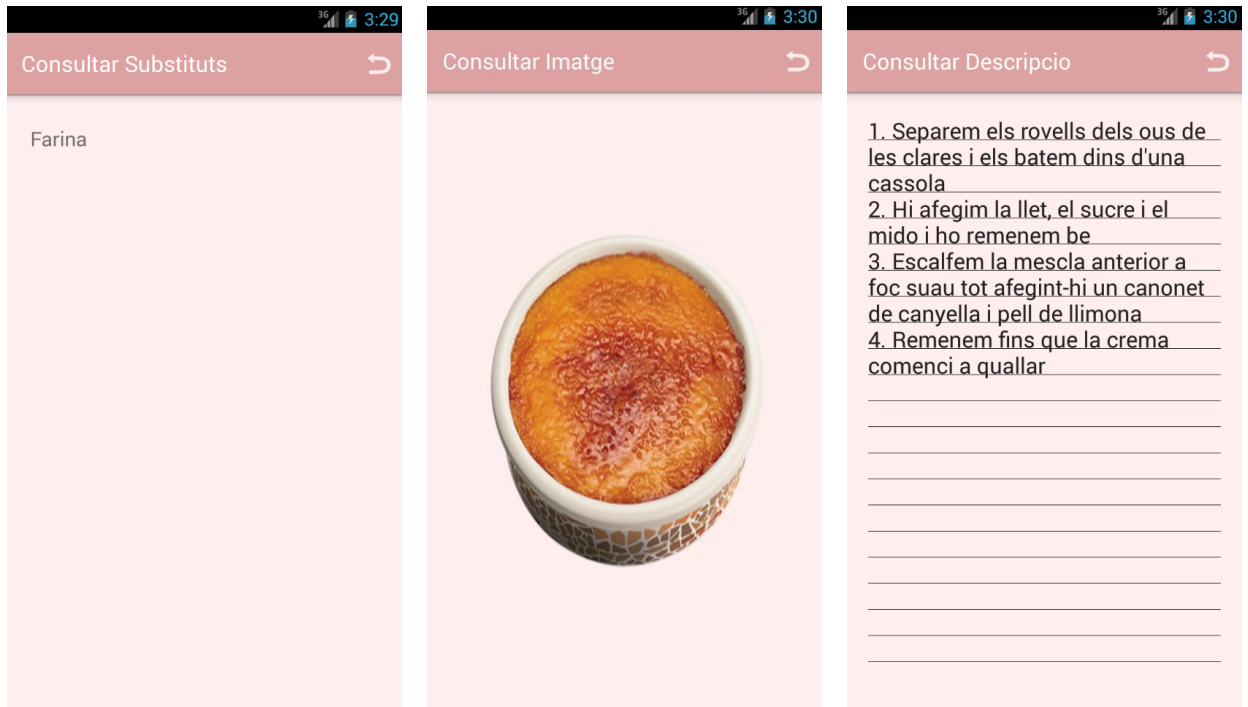 3G 3:29
Consultar Substituts
Farina
3G 3:30
Consultar Imatge
3G 3:30
Consultar Descripcio
1. Separem els rovells dels ous de
les clares i els batem dins d'una
cassola
2. Hi afegim la llet, el sucre i el
mido i ho remenem be
3. Escalfem la mescla anterior a
foc suau tot afegint-hi un canonet
de canyella i pell de llimona
4. Remenem fins que la crema
comenci a quallar